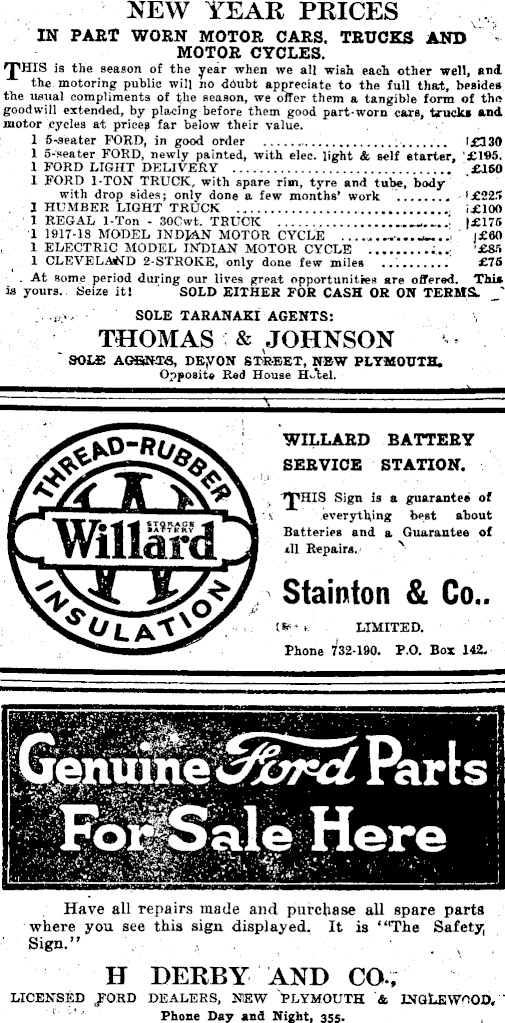 NEW YEAR PRICES
IN PART WORN MOTOR CARS, TRUCKS AND
MOTOR CYCLES.
THIS is the season of the year when we all wish each other well, and
the motoring public will no doubt appreciate to the full that, besides
the usual compliments of the season, we offer them a tangible form of the
goodwill extended, by placing before them good part-worn cars, trucks and
motor cycles at prices far below their value.
1 5-seater FORD, in good order .......................... £130
1 5-seater FORD, newly painted, with elec. light & self starter, £195.
1 FORD LIGHT DELIVERY .............................. £150
1 FORD 1-TON TRUCK, with spare rim, tyre and tube, body
with drop sides; only done a few months' work ........ £225
1 HUMBER LIGHT TRUCK .............................. £100
1 REGAL 1-Ton - 30Cwt. TRUCK ........................ £175
1 1917-18 MODEL INDIAN MOTOR CYCLE ................ £60
1 ELECTRIC MODEL INDIAN MOTOR CYCLE .............. £85
1 CLEVELAND 2-STROKE, only done few miles .......... £75
At some period during our lives great opportunities are offered. This
is yours. Seize it! SOLD EITHER FOR CASH OR ON TERMS.
SOLE TARANAKI AGENTS:
THOMAS & JOHNSON
SOLE AGENTS, DEVON STREET, NEW PLYMOUTH.
Opposite Red House Hotel.
THREAD-RUBBER
W
STORAGE
BATTERY
Willard
INSULATION
WILLARD BATTERY
SERVICE STATION.
THIS Sign is a guarantee of
everything best about
Batteries and a Guarantee of
all Repairs.
Stainton & Co..
LIMITED.
Phone 732-190. P.O. Box 142.
Genuine Ford Parts
For Sale Here
Have all repairs made and purchase all spare parts
where you see this sign displayed. It is "The Safety
Sign."
H DERBY AND CO.,
LICENSED FORD DEALERS, NEW PLYMOUTH & INGLEWOOD.
Phone Day and Night, 355.